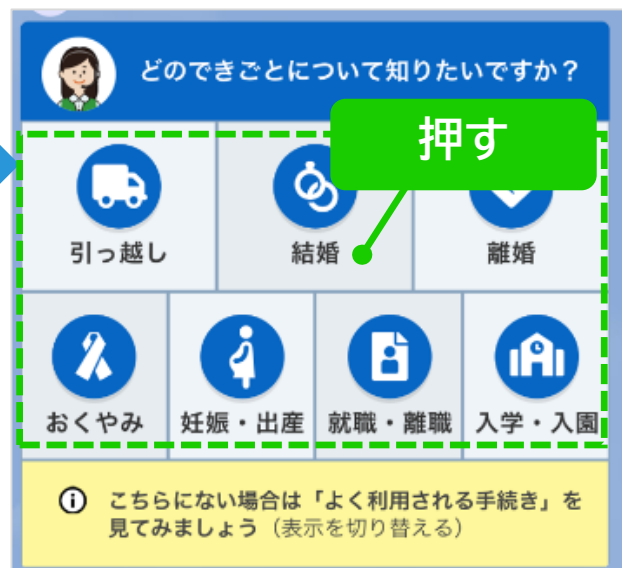 どのできごとについて知りたいですか？
押す
引っ越し
結婚
離婚
おくやみ
妊娠・出産
就職・離職
入学・入園
こちらにない場合は「よく利用される手続き」を
見てみましょう（表示を切り替える）